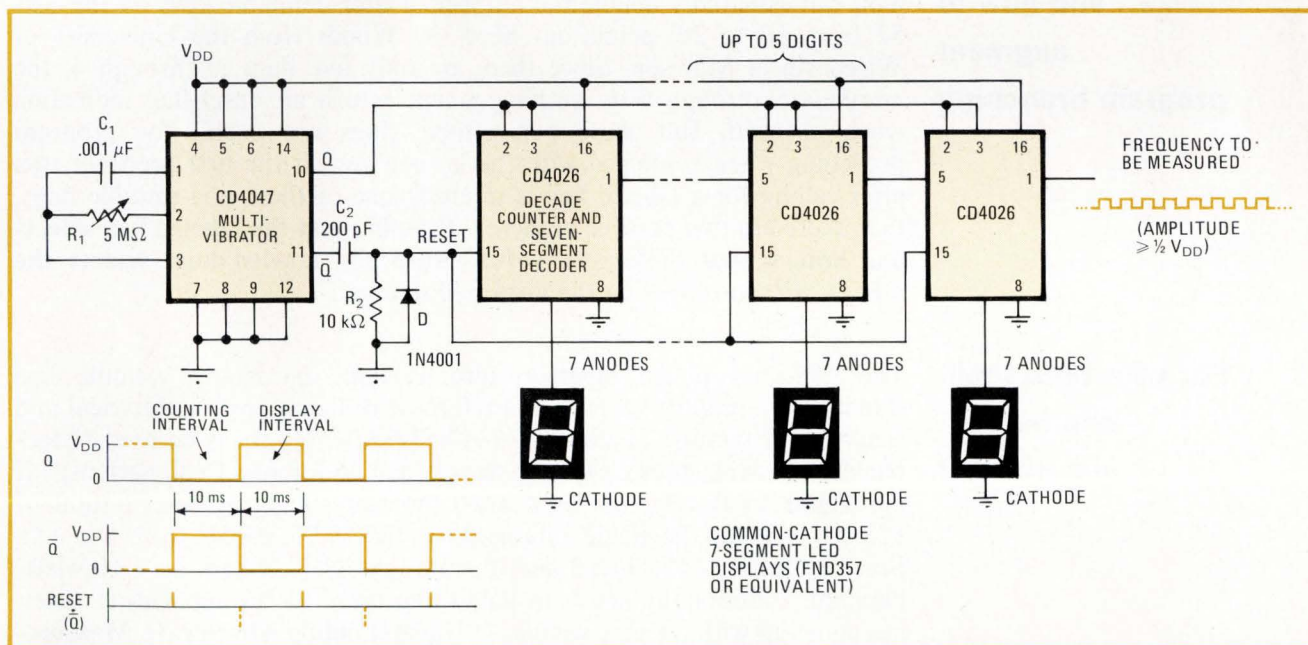 V_DD
C₁
.001 µF
R₁
5 MΩ
4 5 6 14
1
2
3
CD4047
MULTI-
VIBRATOR
10
11
7 8 9 12
Q
Q̅
C₂
200 pF
R₂
10 kΩ
D
1N4001
RESET
UP TO 5 DIGITS
2 3 16
CD4026
DECADE
COUNTER AND
SEVEN-
SEGMENT
DECODER
1
15
8
7 ANODES
CATHODE
2 3 16
5
1
CD4026
15
8
7 ANODES
CATHODE
2 3 16
5
1
CD4026
15
8
7 ANODES
CATHODE
FREQUENCY TO
BE MEASURED
(AMPLITUDE
⩾ ½ V_DD)
COMMON-CATHODE
7-SEGMENT LED
DISPLAYS (FND357
OR EQUIVALENT)
COUNTING
INTERVAL
DISPLAY
INTERVAL
V_DD
Q
0
10 ms
10 ms
V_DD
Q̅
0
RESET
(Q̅̇)